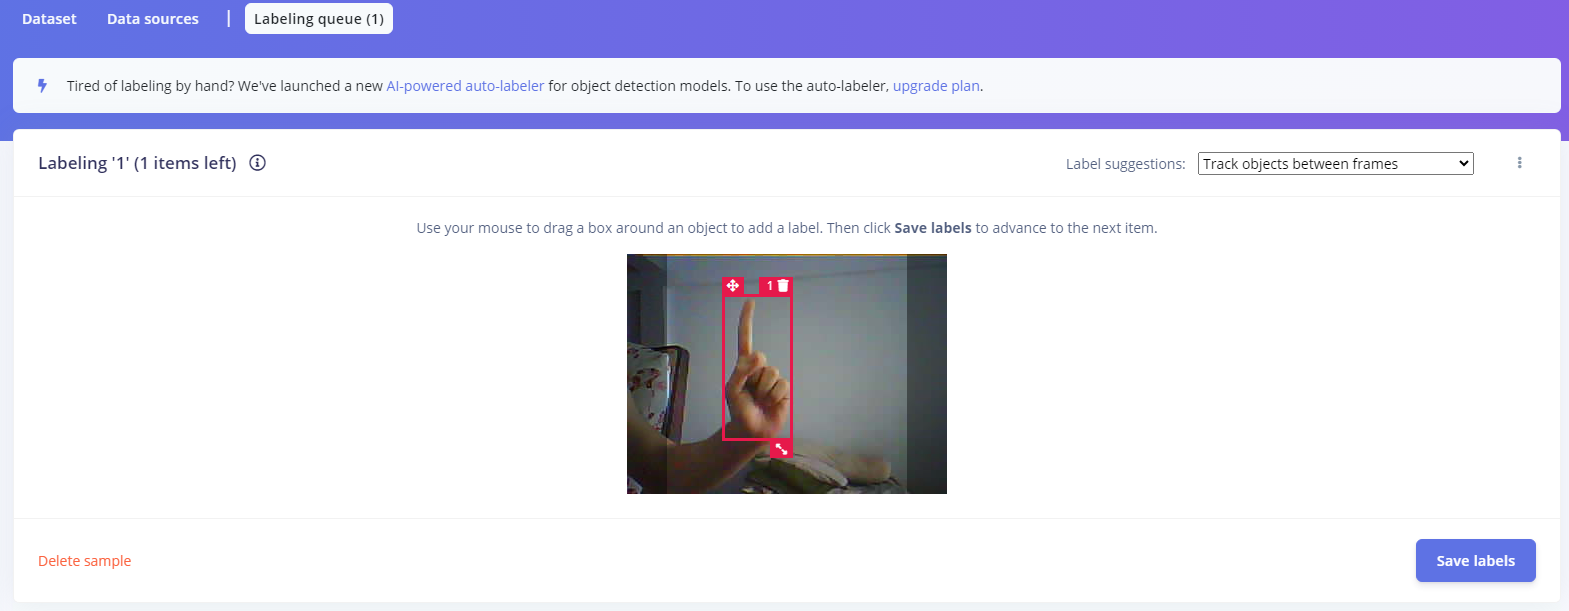 Dataset Data sources | Labeling queue (1)
Tired of labeling by hand? We've launched a new AI-powered auto-labeler for object detection models. To use the auto-labeler, upgrade plan.
Labeling '1' (1 items left)
Label suggestions: Track objects between frames
Use your mouse to drag a box around an object to add a label. Then click Save labels to advance to the next item.
1
Delete sample
Save labels